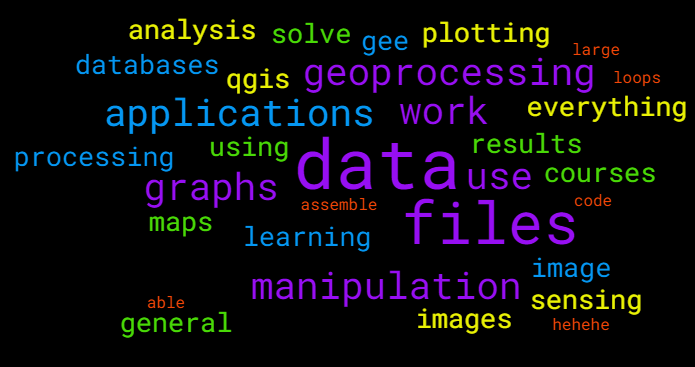 analysis solve gee plotting
large
databases qgis geoprocessing loops
applications work everything
processing using data results
graphs use courses
assemble code
maps learning files
manipulation image
able sensing
general images hehehe